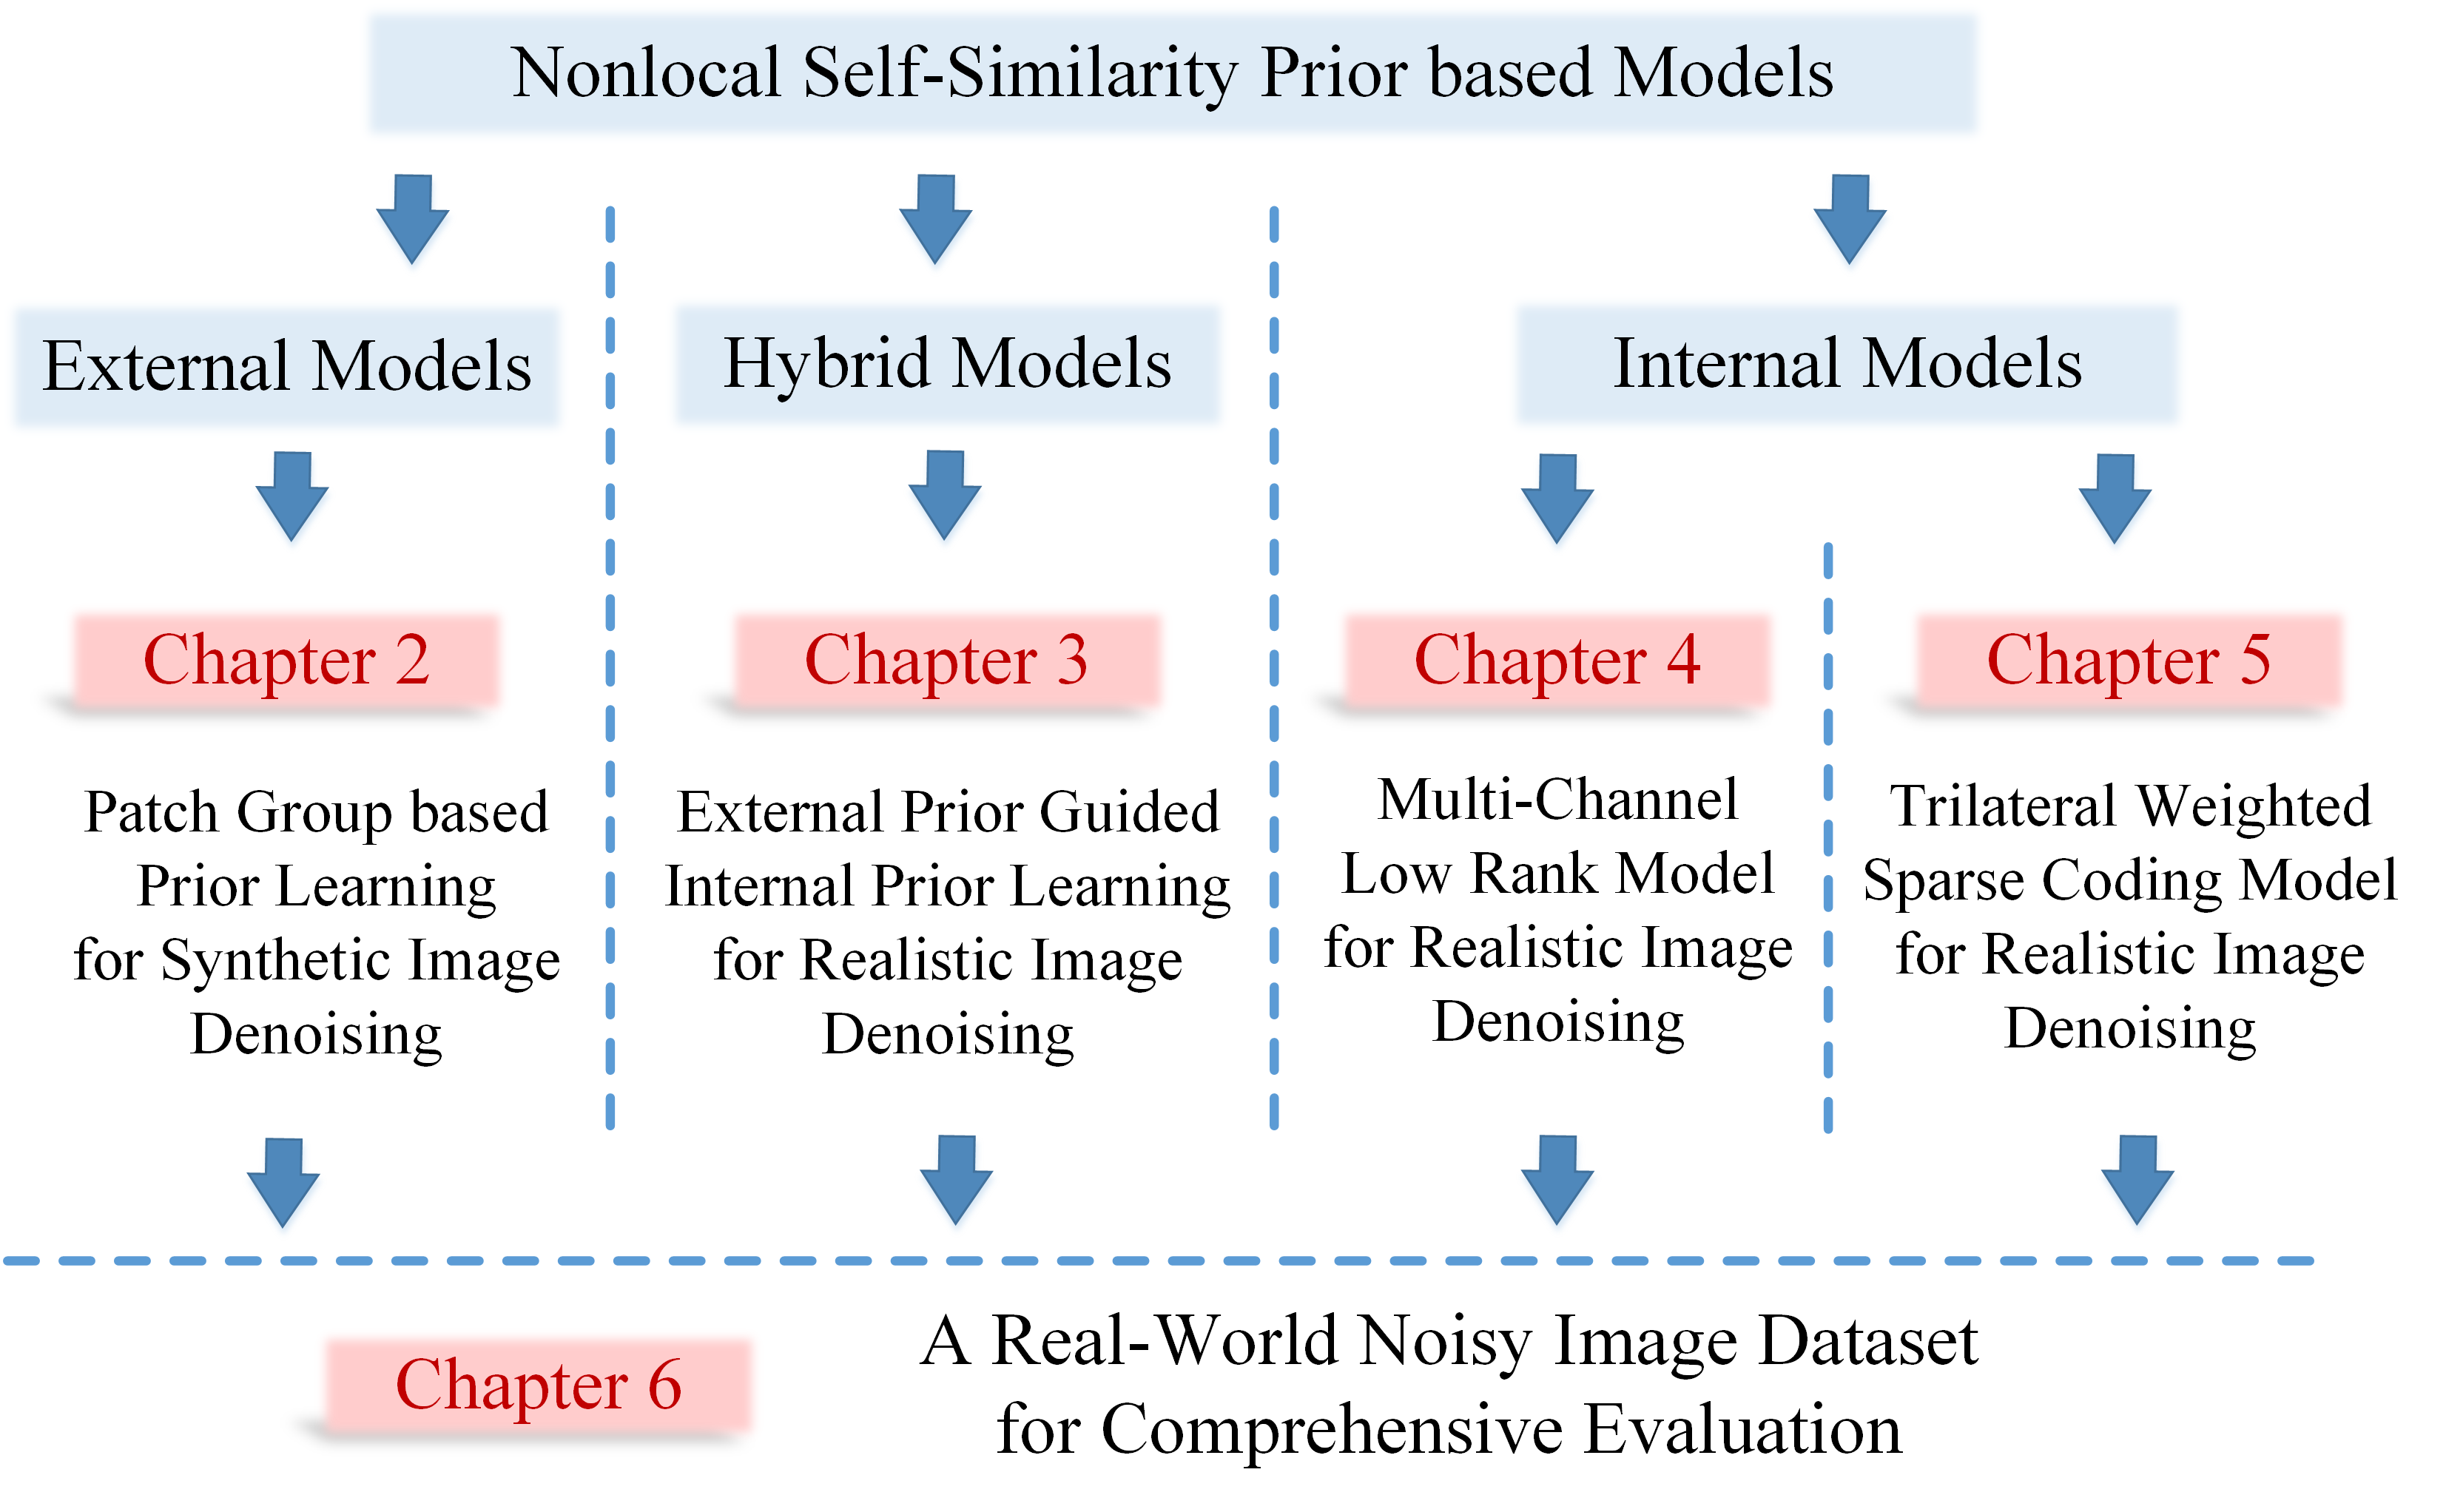 Nonlocal Self-Similarity Prior based Models
External Models
Hybrid Models
Internal Models
Chapter 2
Patch Group based
Prior Learning
for Synthetic Image
Denoising
Chapter 3
External Prior Guided
Internal Prior Learning
for Realistic Image
Denoising
Chapter 4
Multi-Channel
Low Rank Model
for Realistic Image
Denoising
Chapter 5
Trilateral Weighted
Sparse Coding Model
for Realistic Image
Denoising
Chapter 6
A Real-World Noisy Image Dataset
for Comprehensive Evaluation